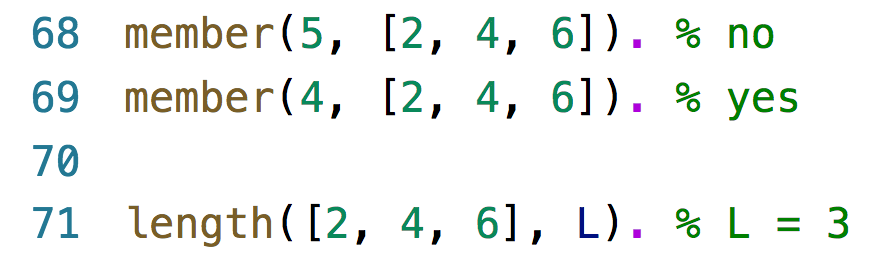 68 member(5, [2, 4, 6]). % no
69 member(4, [2, 4, 6]). % yes
70
71 length([2, 4, 6], L). % L = 3